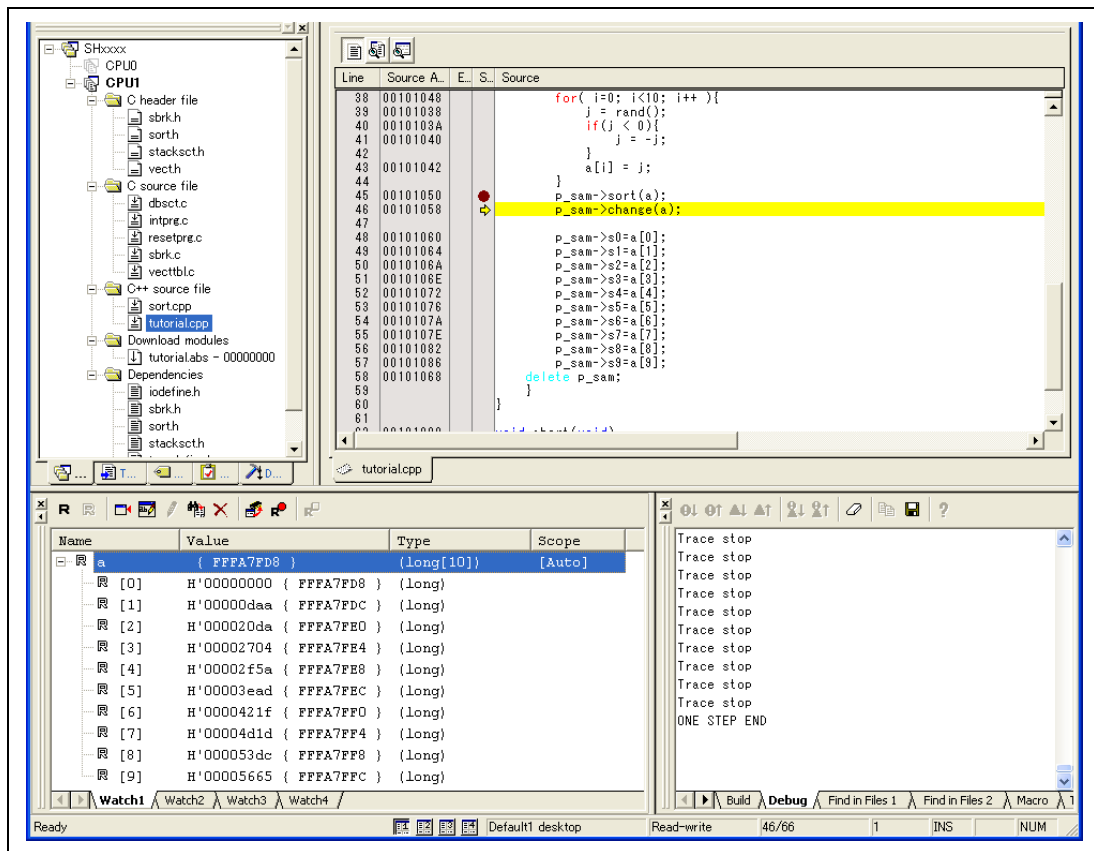 SHxxxx
CPU0
CPU1
C header file
sbrk.h
sort.h
stacksct.h
vect.h
C source file
dbsct.c
intprg.c
resetprg.c
sbrk.c
vecttbl.c
C++ source file
sort.cpp
tutorial.cpp
Download modules
tutorial.abs - 00000000
Dependencies
iodefine.h
sbrk.h
sort.h
stacksct.h
... T... ... ... D...
Line Source A... E... S... Source
38 00101048 for( i=0; i<10; i++ ){
39 00101038 j = rand();
40 0010103A if(j < 0){
41 00101040 j = -j;
42 }
43 00101042 a[i] = j;
44 }
45 00101050 p_sam->sort(a);
46 00101058 p_sam->change(a);
47
48 00101060 p_sam->s0=a[0];
49 00101064 p_sam->s1=a[1];
50 0010106A p_sam->s2=a[2];
51 0010106E p_sam->s3=a[3];
52 00101072 p_sam->s4=a[4];
53 00101076 p_sam->s5=a[5];
54 0010107A p_sam->s6=a[6];
55 0010107E p_sam->s7=a[7];
56 00101082 p_sam->s8=a[8];
57 00101086 p_sam->s9=a[9];
58 00101068 delete p_sam;
59 }
60 }
61
tutorial.cpp
Name Value Type Scope
R a { FFFA7FD8 } (long[10]) [Auto]
R [0] H'00000000 { FFFA7FD8 } (long)
R [1] H'00000daa { FFFA7FDC } (long)
R [2] H'000020da { FFFA7FE0 } (long)
R [3] H'00002704 { FFFA7FE4 } (long)
R [4] H'00002f5a { FFFA7FE8 } (long)
R [5] H'00003ead { FFFA7FEC } (long)
R [6] H'0000421f { FFFA7FF0 } (long)
R [7] H'00004d1d { FFFA7FF4 } (long)
R [8] H'000053dc { FFFA7FF8 } (long)
R [9] H'00005665 { FFFA7FFC } (long)
Watch1 Watch2 Watch3 Watch4
Trace stop
Trace stop
Trace stop
Trace stop
Trace stop
Trace stop
Trace stop
Trace stop
Trace stop
Trace stop
ONE STEP END
Build Debug Find in Files 1 Find in Files 2 Macro
Ready 1 2 3 4 Default1 desktop Read-write 46/66 1 INS NUM